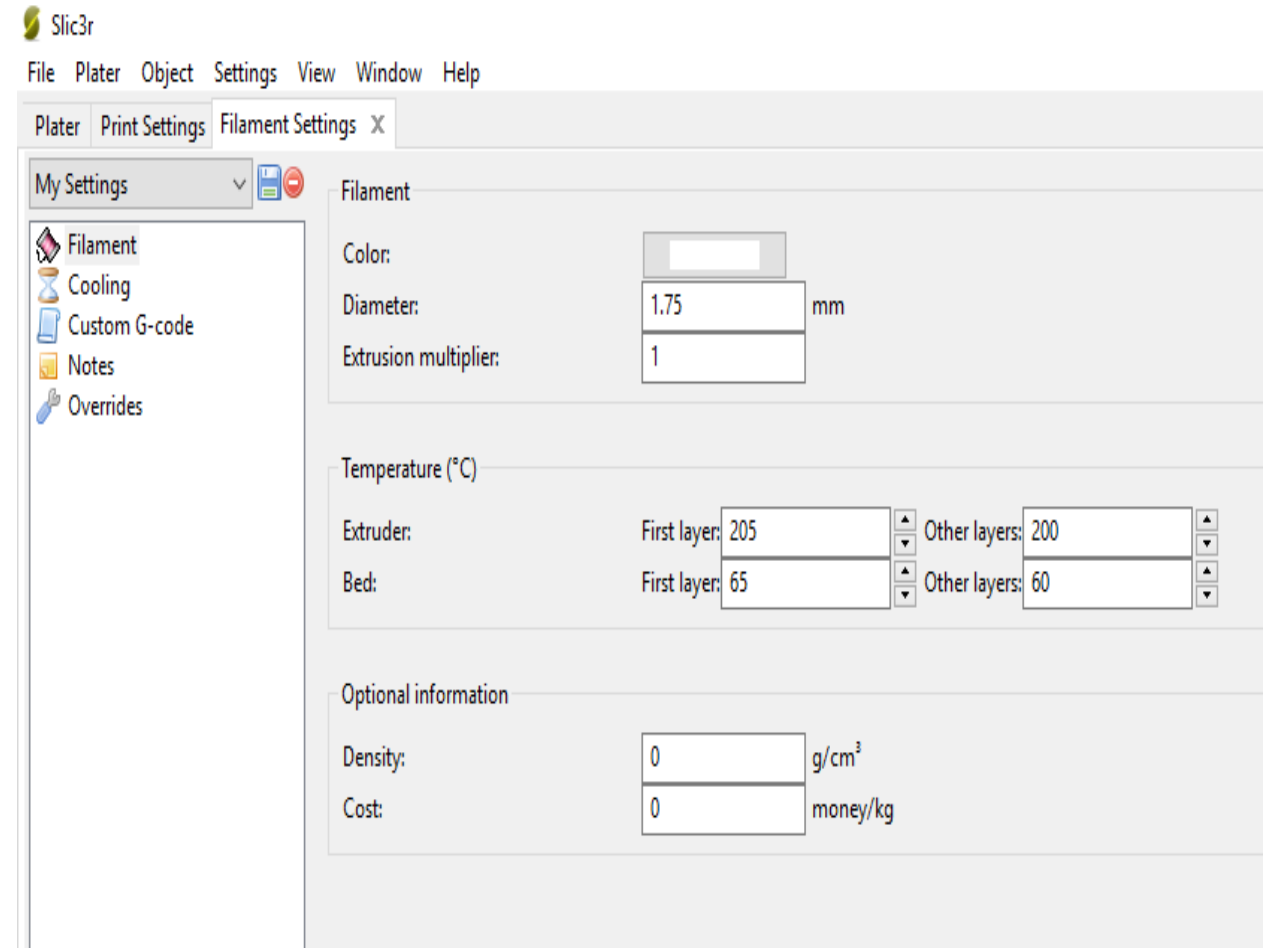 Slic3r
File Plater Object Settings View Window Help
Plater Print Settings Filament Settings X
My Settings
Filament
Cooling
Custom G-code
Notes
Overrides
Filament
Color:
Diameter: 1.75 mm
Extrusion multiplier: 1
Temperature (°C)
Extruder: First layer: 205 Other layers: 200
Bed: First layer: 65 Other layers: 60
Optional information
Density: 0 g/cm³
Cost: 0 money/kg